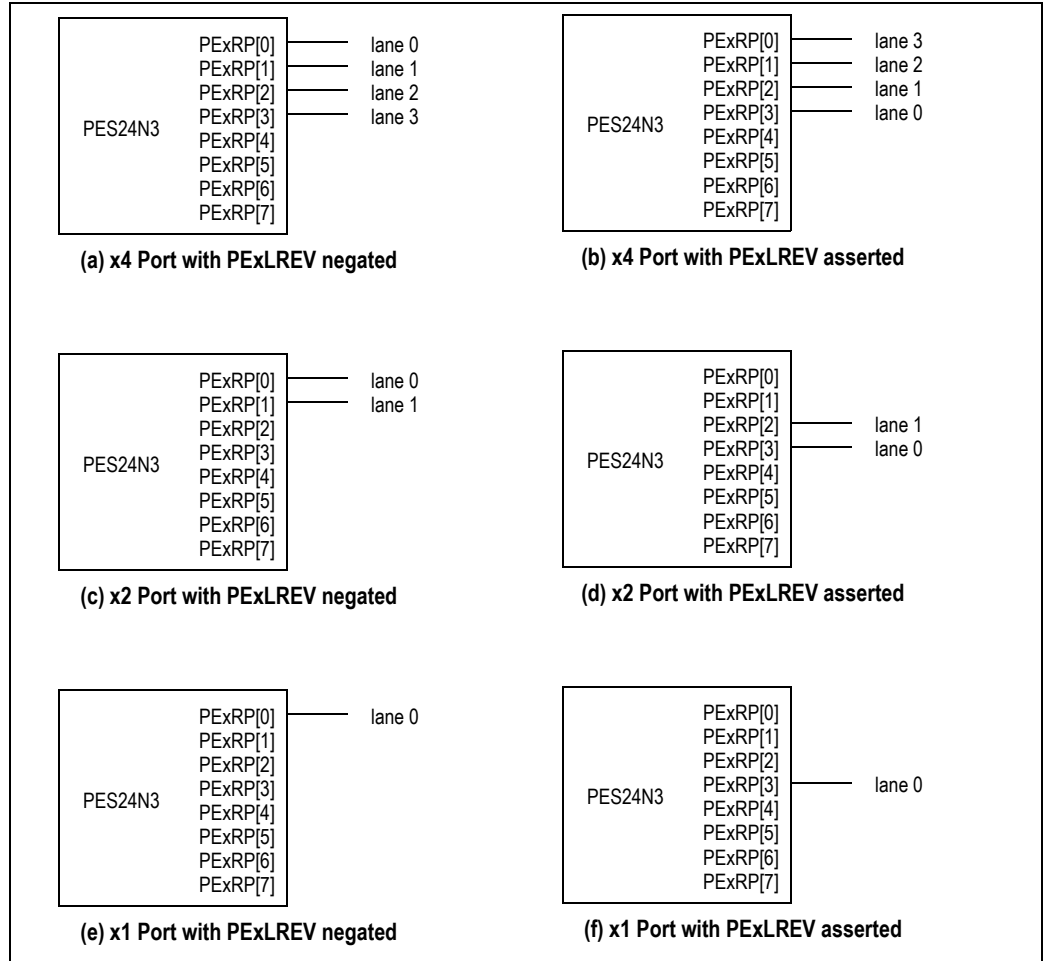 PExRP[0] lane 0
PExRP[1] lane 1
PExRP[2] lane 2
PExRP[3] lane 3
PES24N3
PExRP[4]
PExRP[5]
PExRP[6]
PExRP[7]
(a) x4 Port with PExLREV negated
PExRP[0] lane 3
PExRP[1] lane 2
PExRP[2] lane 1
PExRP[3] lane 0
PES24N3
PExRP[4]
PExRP[5]
PExRP[6]
PExRP[7]
(b) x4 Port with PExLREV asserted
PExRP[0] lane 0
PExRP[1] lane 1
PExRP[2]
PExRP[3]
PES24N3
PExRP[4]
PExRP[5]
PExRP[6]
PExRP[7]
(c) x2 Port with PExLREV negated
PExRP[0]
PExRP[1]
PExRP[2] lane 1
PExRP[3] lane 0
PES24N3
PExRP[4]
PExRP[5]
PExRP[6]
PExRP[7]
(d) x2 Port with PExLREV asserted
PExRP[0] lane 0
PExRP[1]
PExRP[2]
PExRP[3]
PES24N3
PExRP[4]
PExRP[5]
PExRP[6]
PExRP[7]
(e) x1 Port with PExLREV negated
PExRP[0]
PExRP[1]
PExRP[2]
PExRP[3] lane 0
PES24N3
PExRP[4]
PExRP[5]
PExRP[6]
PExRP[7]
(f) x1 Port with PExLREV asserted